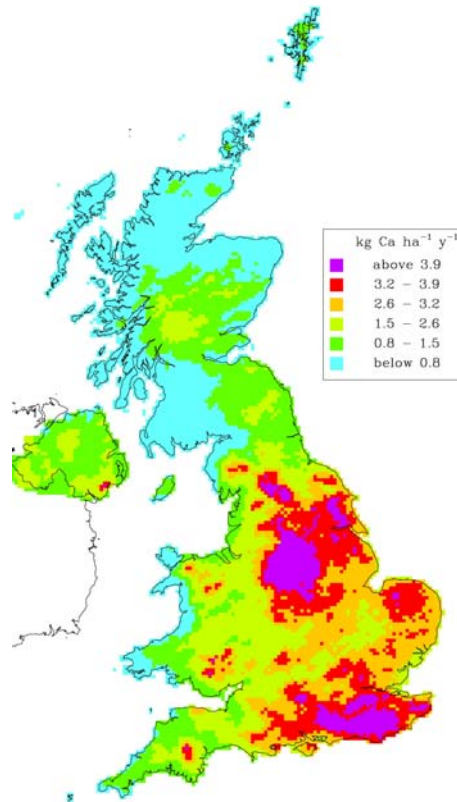 kg Ca ha⁻¹ y⁻¹
above 3.9
3.2 – 3.9
2.6 – 3.2
1.5 – 2.6
0.8 – 1.5
below 0.8